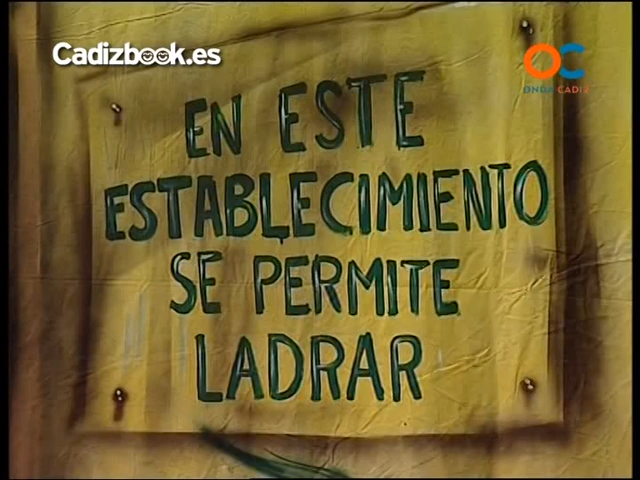 Cadizbook.es
OC
ONDA CADIZ
EN ESTE
ESTABLECIMIENTO
SE PERMITE
LADRAR